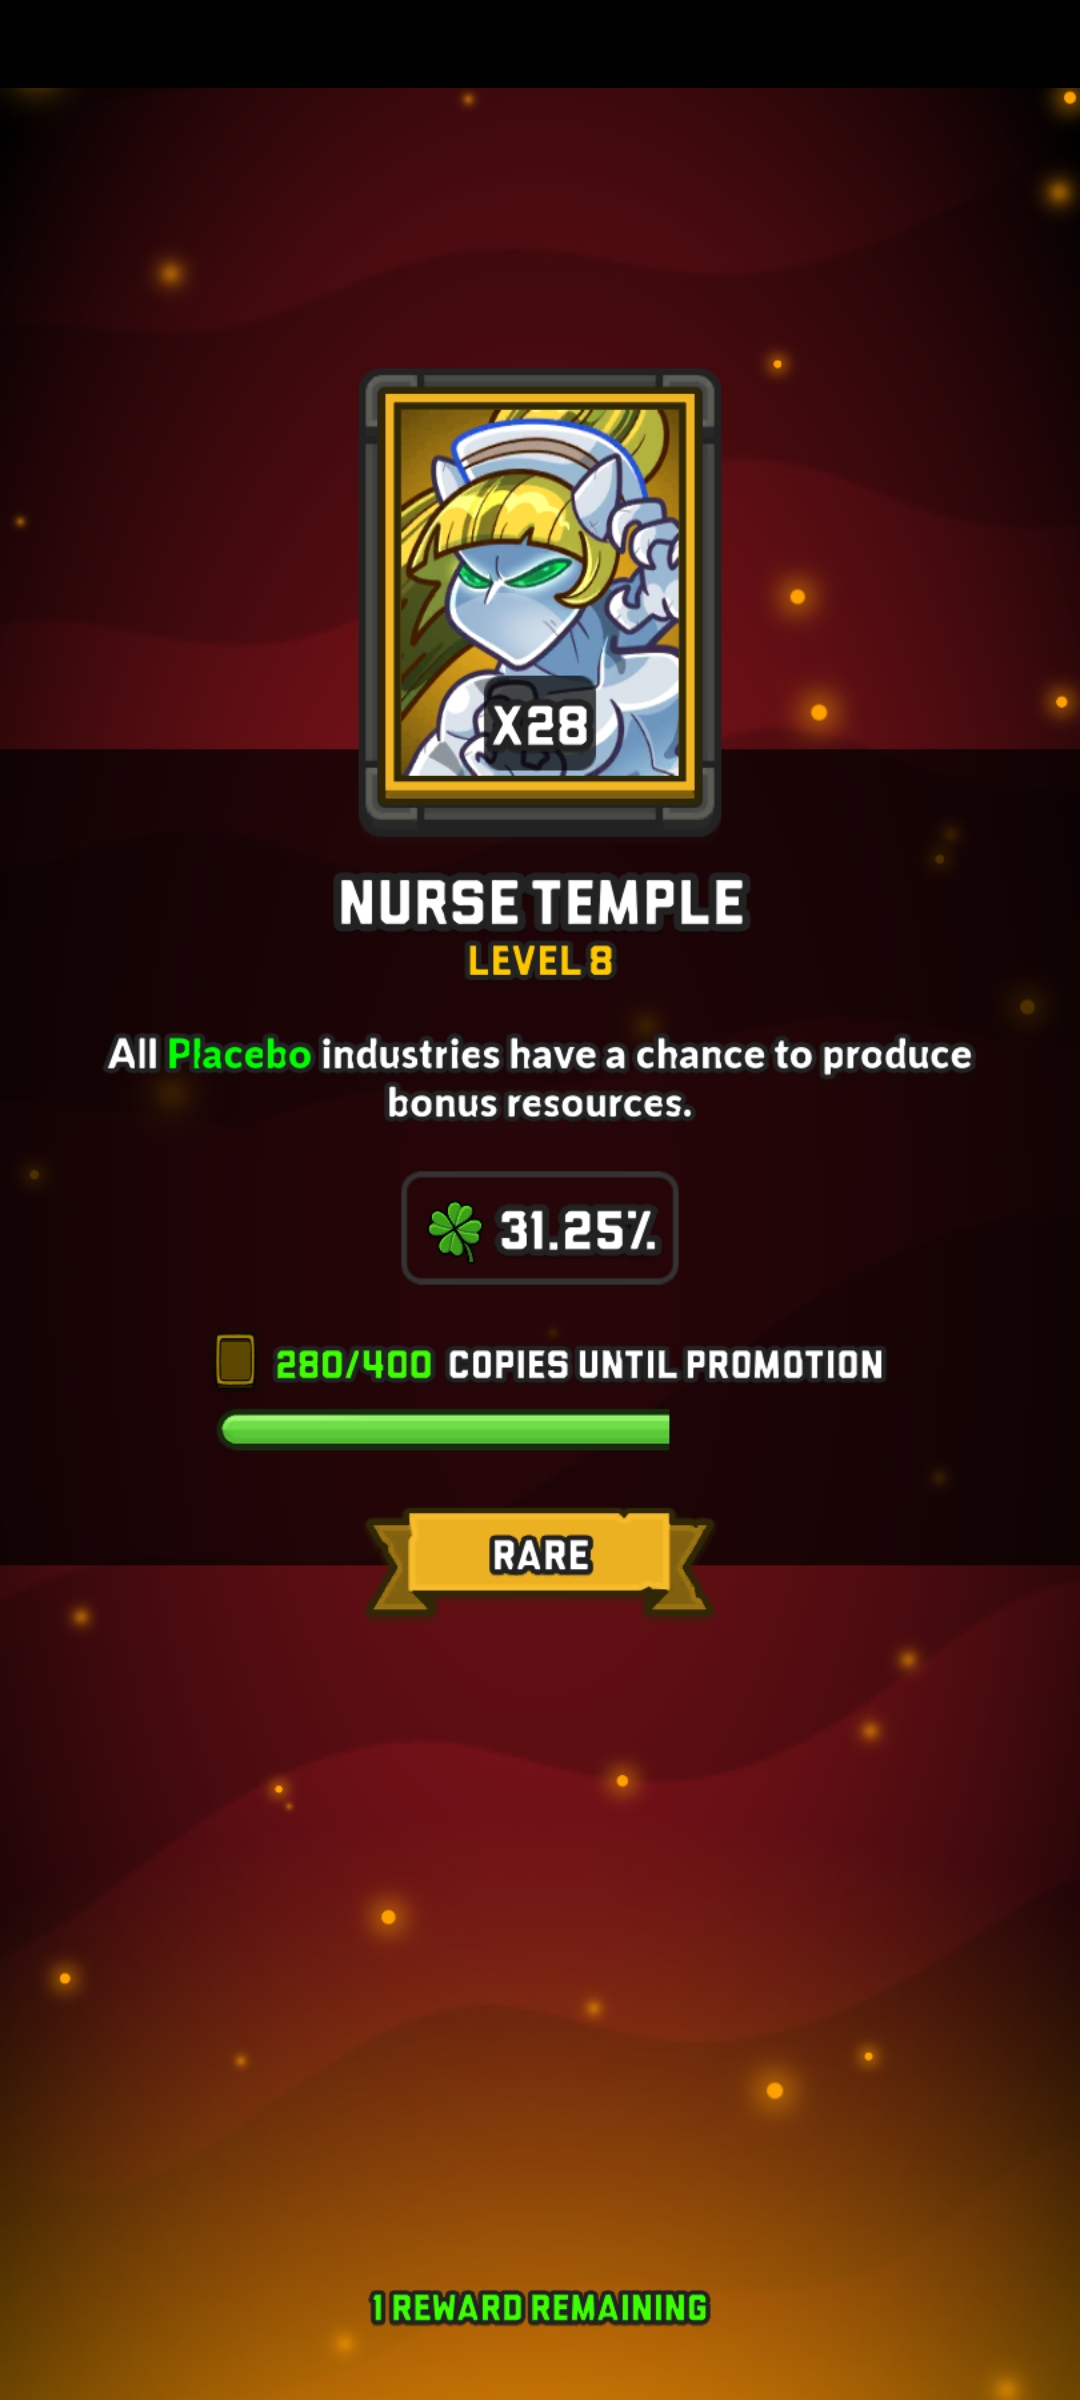 X28
NURSE TEMPLE
LEVEL 8
All Placebo industries have a chance to produce
bonus resources.
31.25%
280/400 COPIES UNTIL PROMOTION
RARE
1 REWARD REMAINING